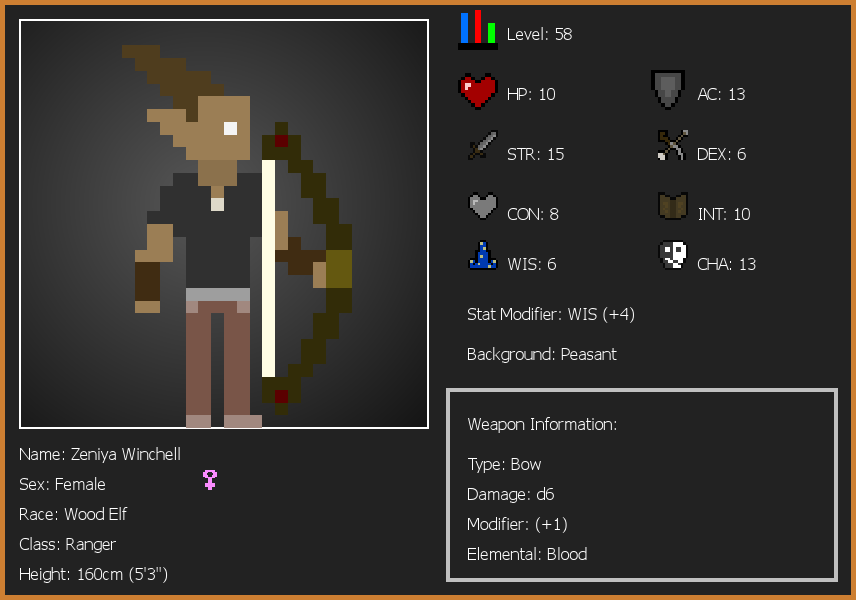 Level: 58
HP: 10
AC: 13
STR: 15
DEX: 6
CON: 8
INT: 10
WIS: 6
CHA: 13
Stat Modifier: WIS (+4)
Background: Peasant
Weapon Information:
Type: Bow
Damage: d6
Modifier: (+1)
Elemental: Blood
Name: Zeniya Winchell
Sex: Female
Race: Wood Elf
Class: Ranger
Height: 160cm (5'3")